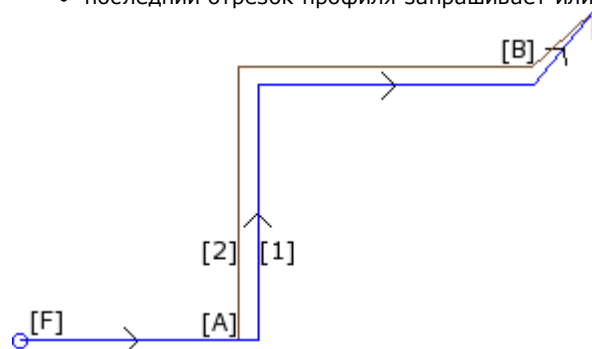 • последний отрезок профиля запрашивает или
[B]
[2] [1]
[F] [A]